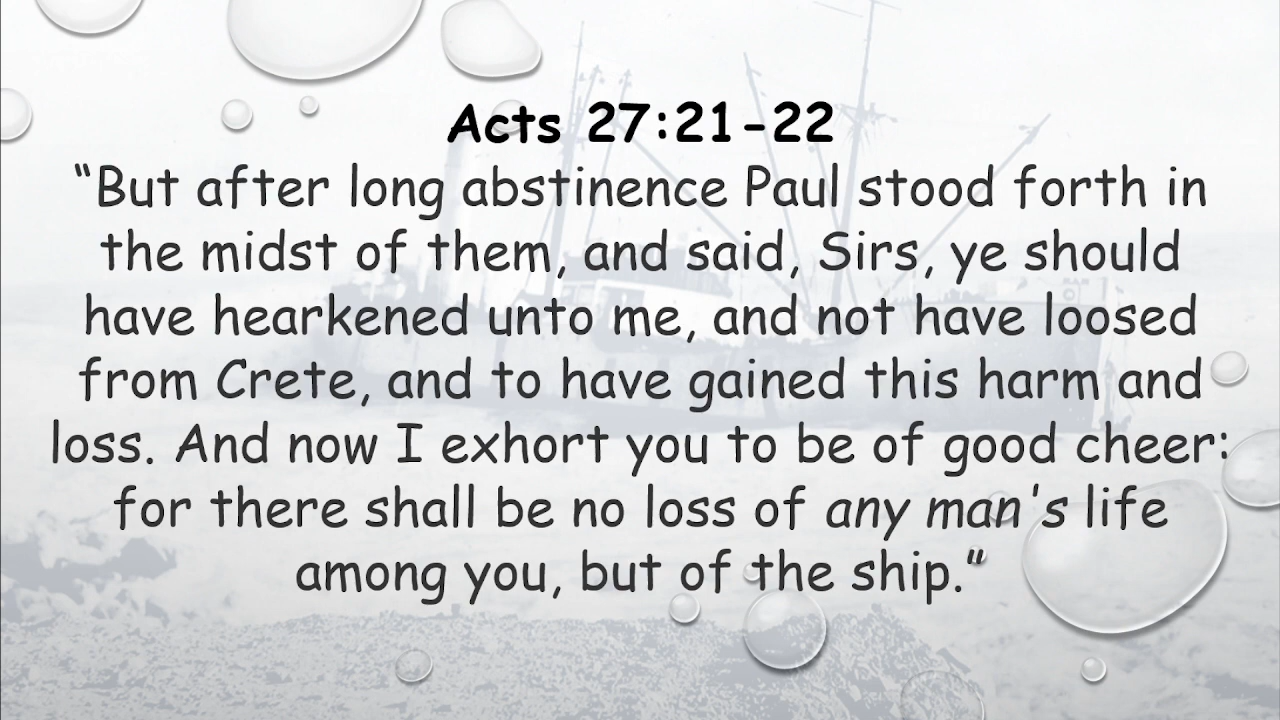 Acts 27:21-22
“But after long abstinence Paul stood forth in
the midst of them, and said, Sirs, ye should
have hearkened unto me, and not have loosed
from Crete, and to have gained this harm and
loss. And now I exhort you to be of good cheer:
for there shall be no loss of any man's life
among you, but of the ship.”